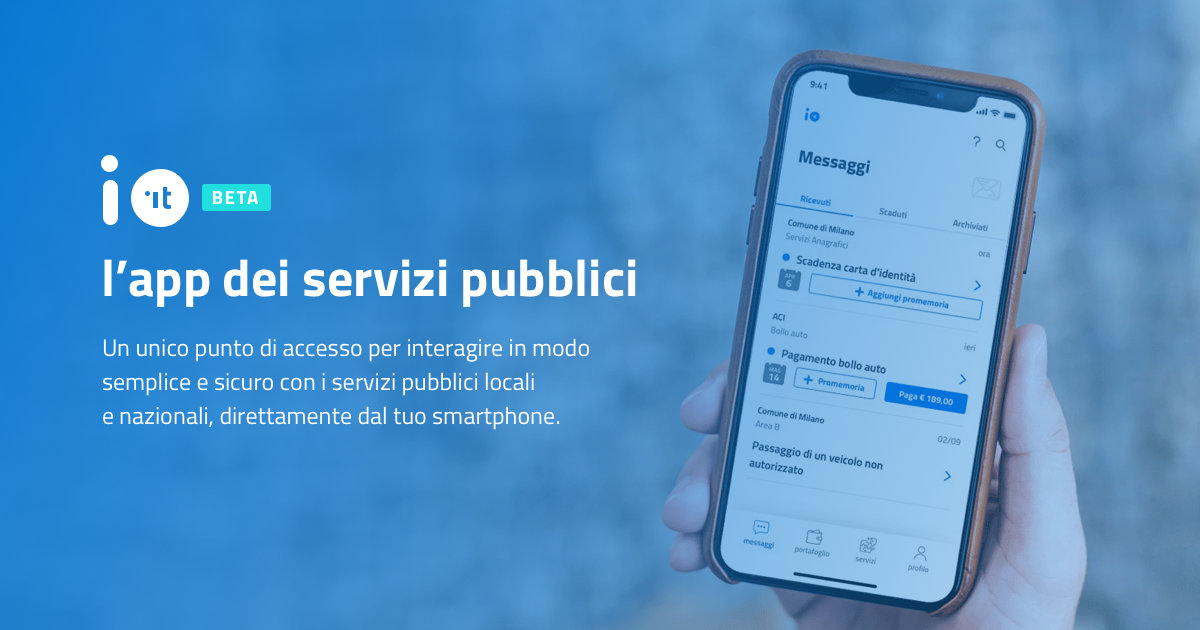 io .it BETA
l’app dei servizi pubblici
Un unico punto di accesso per interagire in modo
semplice e sicuro con i servizi pubblici locali
e nazionali, direttamente dal tuo smartphone.
9:41
io
?
Messaggi
Ricevuti Scaduti Archiviati
Comune di Milano
Servizi Anagrafici ora
Scadenza carta d'identità
APR
6
+ Aggiungi promemoria
ACI
Bollo auto ieri
Pagamento bollo auto
MAG
14
+ Promemoria Paga € 189,00
Comune di Milano
Area B 02/09
Passaggio di un veicolo non
autorizzato
messaggi portafoglio servizi profilo